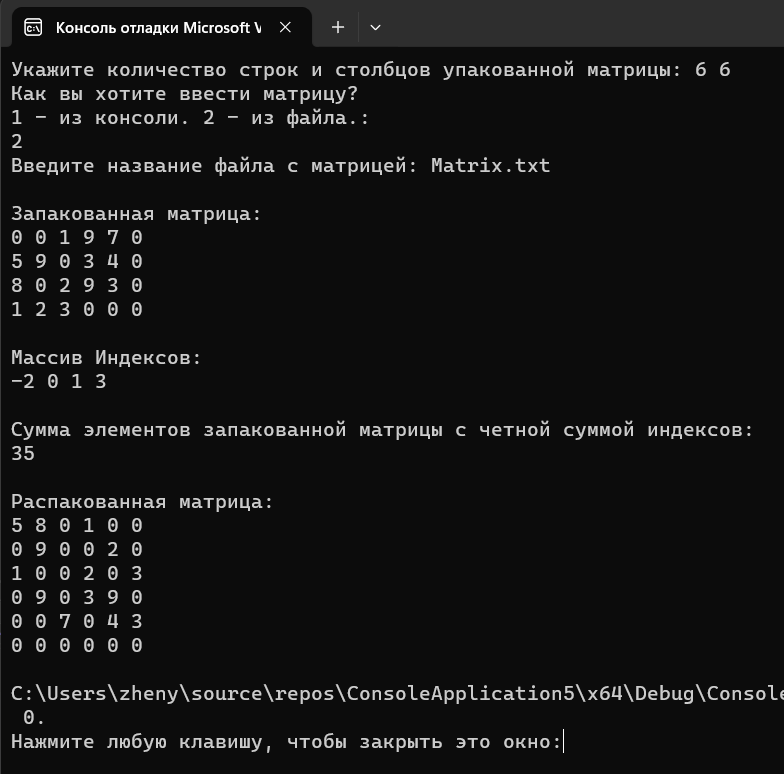 Консоль отладки Microsoft V
Укажите количество строк и столбцов упакованной матрицы: 6 6
Как вы хотите ввести матрицу?
1 - из консоли. 2 - из файла.:
2
Введите название файла с матрицей: Matrix.txt
Запакованная матрица:
0 0 1 9 7 0
5 9 0 3 4 0
8 0 2 9 3 0
1 2 3 0 0 0
Массив Индексов:
-2 0 1 3
Сумма элементов запакованной матрицы с четной суммой индексов:
35
Распакованная матрица:
5 8 0 1 0 0
0 9 0 0 2 0
1 0 0 2 0 3
0 9 0 3 9 0
0 0 7 0 4 3
0 0 0 0 0 0
C:\Users\zheny\source\repos\ConsoleApplication5\x64\Debug\Console
0.
Нажмите любую клавишу, чтобы закрыть это окно: